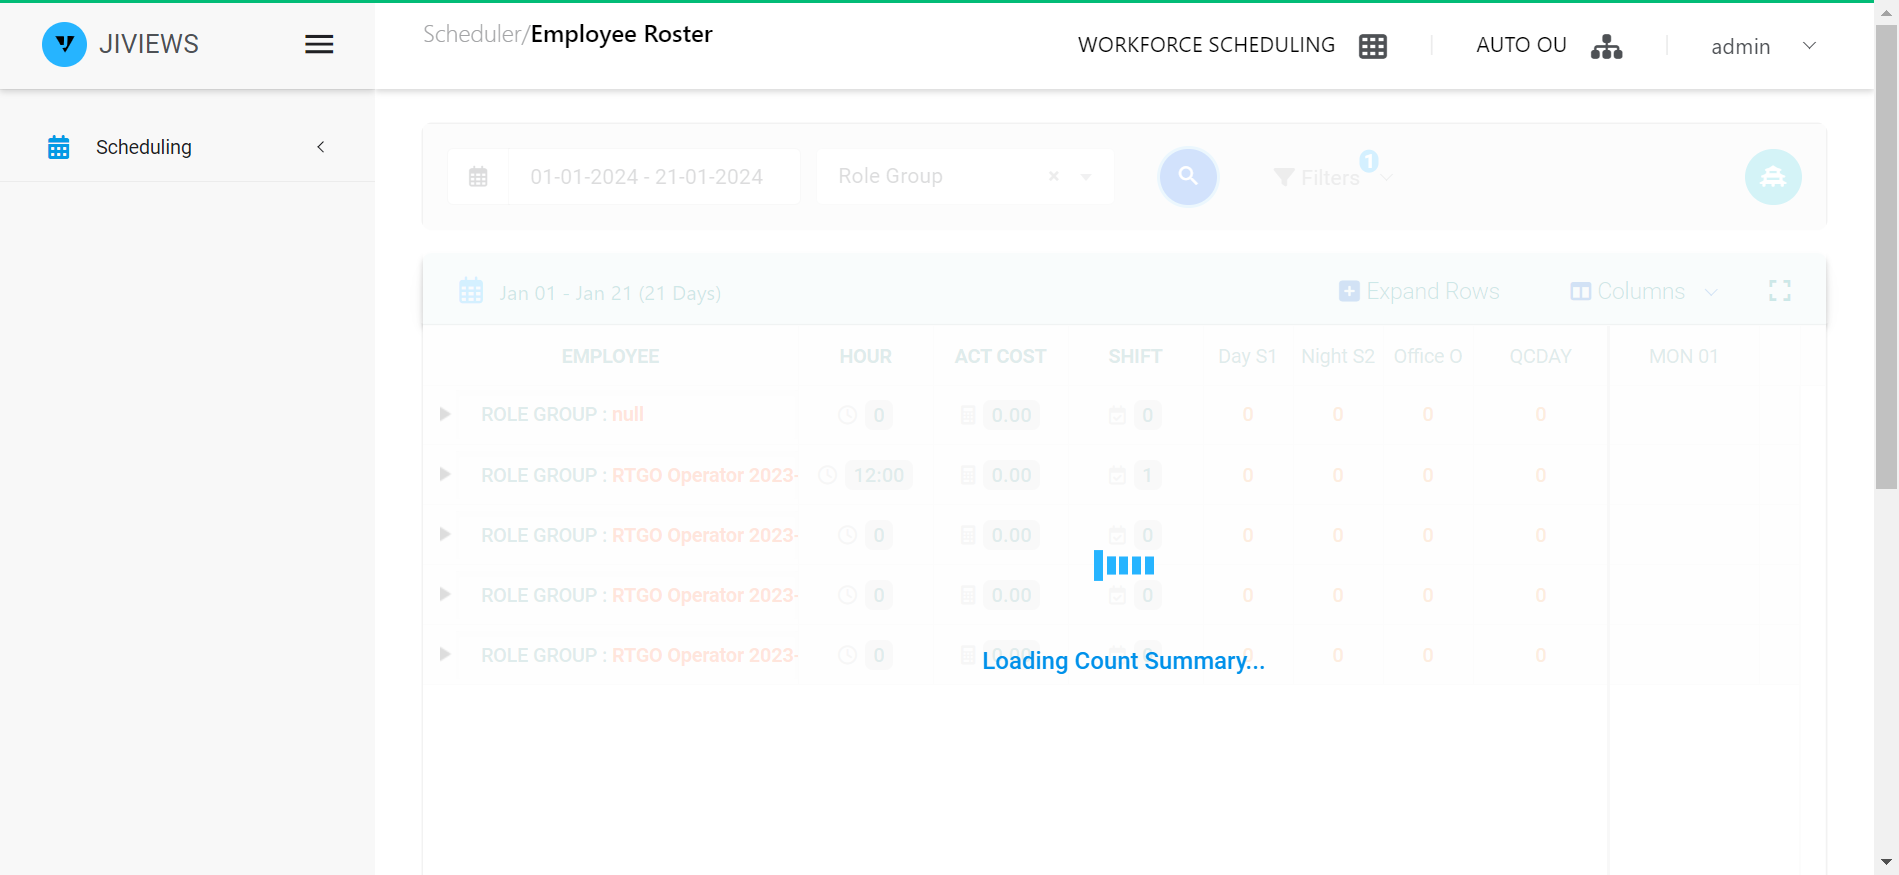 JIVIEWS
Scheduler/Employee Roster
WORKFORCE SCHEDULING
AUTO OU
admin
Scheduling
01-01-2024 - 21-01-2024
Role Group
Filters
1
Jan 01 - Jan 21 (21 Days)
Expand Rows
Columns
EMPLOYEE HOUR ACT COST SHIFT Day S1 Night S2 Office O QCDAY MON 01
ROLE GROUP : null 0 0.00 0 0 0 0 0
ROLE GROUP : RTGO Operator 2023- 12:00 0.00 1 0 0 0 0
ROLE GROUP : RTGO Operator 2023- 0 0.00 0 0 0 0 0
ROLE GROUP : RTGO Operator 2023- 0 0.00 0 0 0 0 0
ROLE GROUP : RTGO Operator 2023- 0 0.00 0 0 0 0 0
Loading Count Summary...